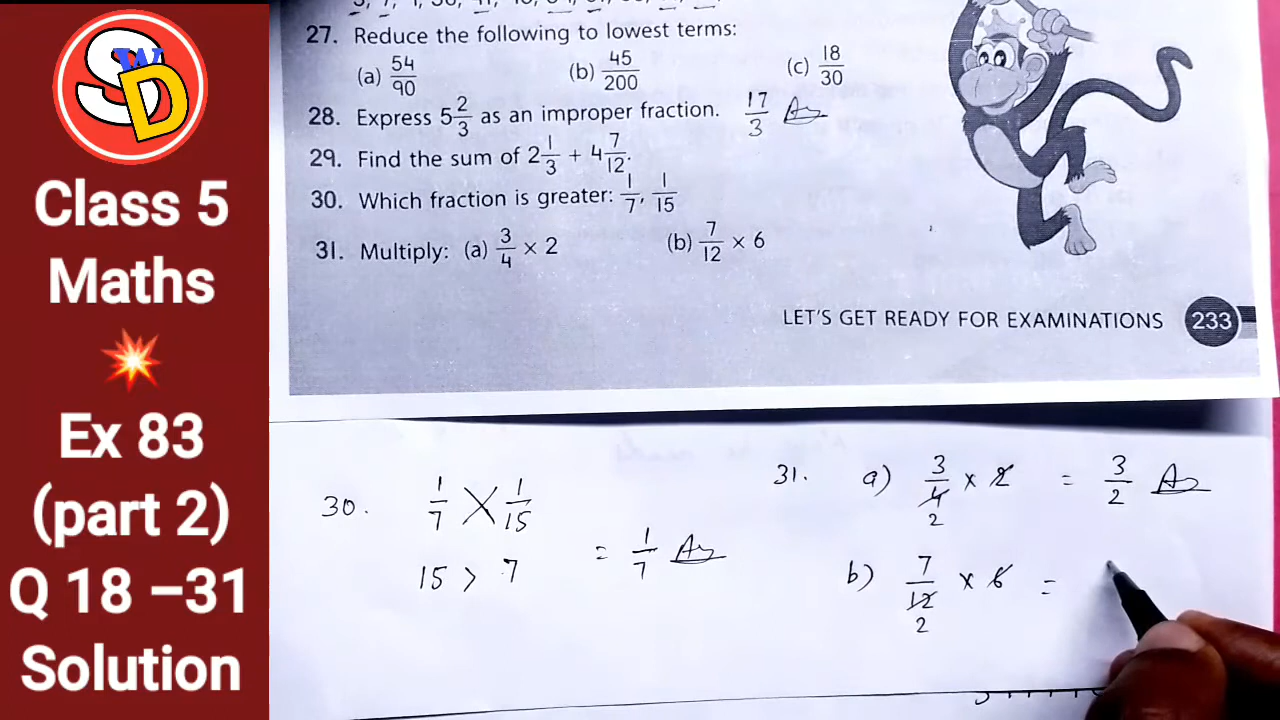 SWD
Class 5
Maths
💥
Ex 83
(part 2)
Q 18 –31
Solution
27. Reduce the following to lowest terms:
(a) 54/90 (b) 45/200 (c) 18/30
28. Express 5 2/3 as an improper fraction. 17/3 Ans
29. Find the sum of 2 1/3 + 4 7/12.
30. Which fraction is greater: 1/7, 1/15
31. Multiply: (a) 3/4 × 2 (b) 7/12 × 6
LET'S GET READY FOR EXAMINATIONS 233
30. 1/7 × 1/15
15 > 7 = 1/7 Ans
31. a) 3/4 × 2 = 3/2 Ans
2
b) 7/12 × 6 =
2